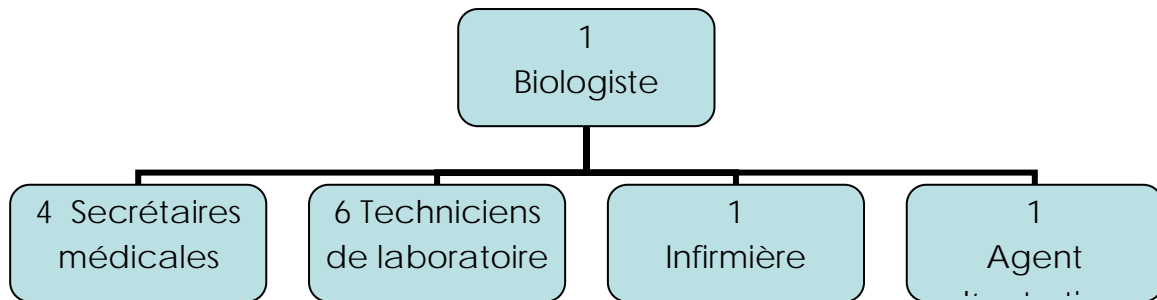 1
Biologiste
4 Secrétaires
médicales
6 Techniciens
de laboratoire
1
Infirmière
1
Agent